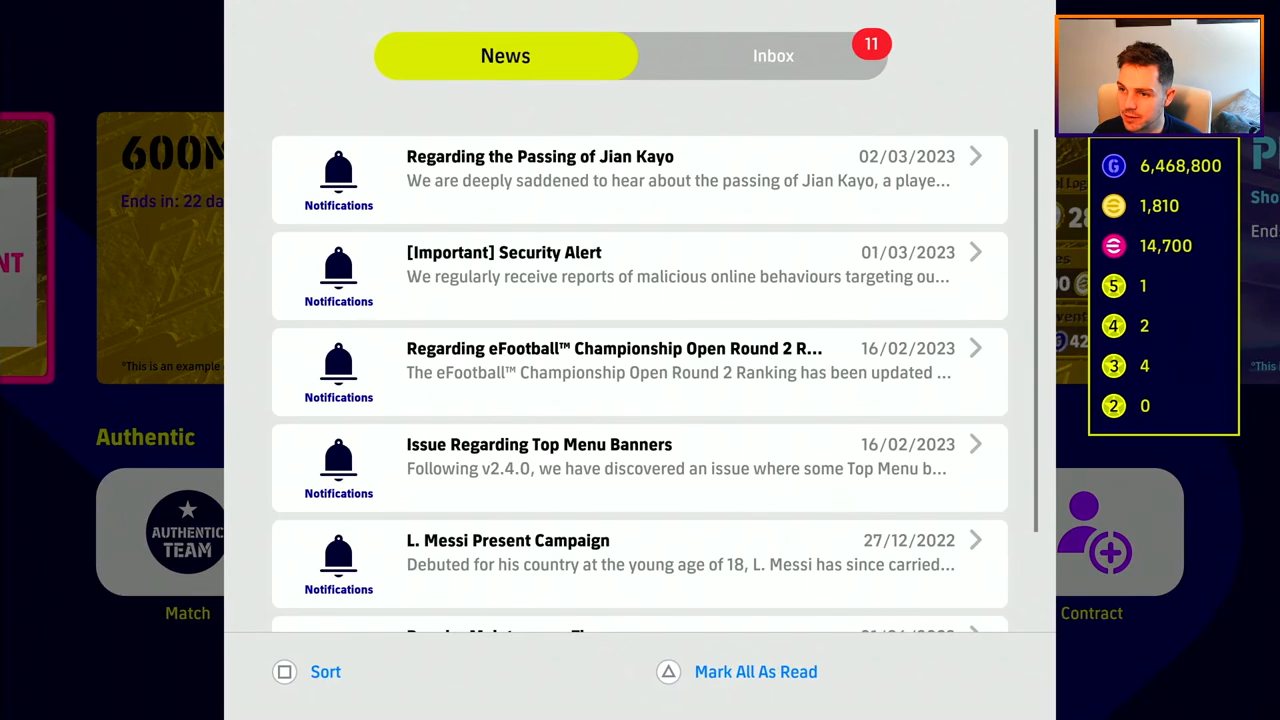 News
Inbox
11
600M
Ends in: 22 da
NT
*This is an example
Regarding the Passing of Jian Kayo
02/03/2023
We are deeply saddened to hear about the passing of Jian Kayo, a playe...
Notifications
[Important] Security Alert
01/03/2023
We regularly receive reports of malicious online behaviours targeting ou...
Notifications
Regarding eFootball™ Championship Open Round 2 R...
16/02/2023
The eFootball™ Championship Open Round 2 Ranking has been updated ...
Notifications
Issue Regarding Top Menu Banners
16/02/2023
Following v2.4.0, we have discovered an issue where some Top Menu b...
Notifications
L. Messi Present Campaign
27/12/2022
Debuted for his country at the young age of 18, L. Messi has since carried...
Notifications
G 6,468,800
1,810
14,700
5 1
4 2
3 4
2 0
Sho
Ends
*This i
Authentic
AUTHENTIC
TEAM
Match
Contract
Sort
Mark All As Read